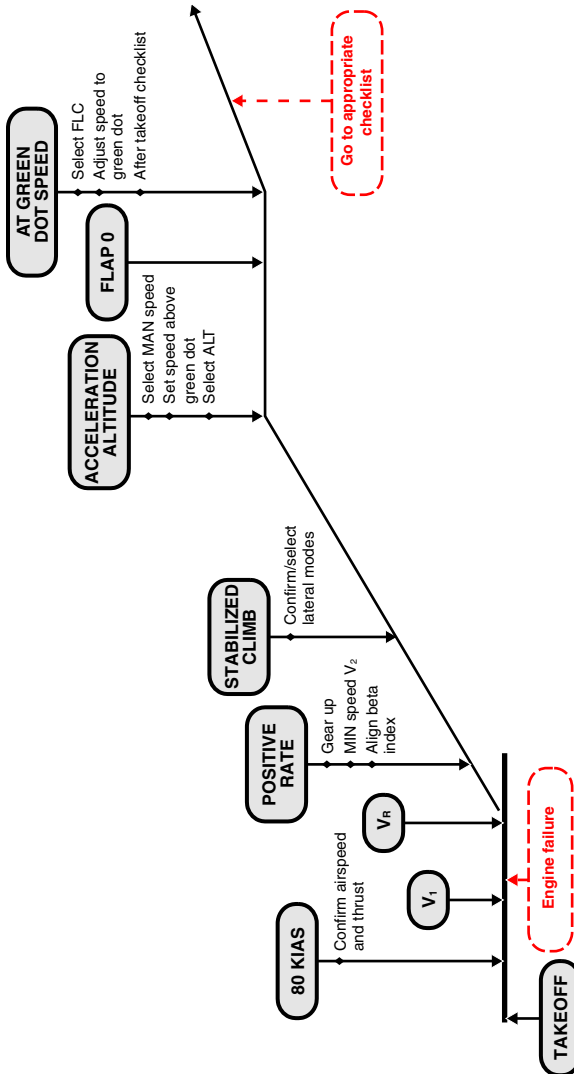 TAKEOFF
80 KIAS
Confirm airspeed
and thrust
V1
Engine failure
VR
POSITIVE
RATE
Gear up
MIN speed V2
Align beta
index
STABILIZED
CLIMB
Confirm/select
lateral modes
ACCELERATION
ALTITUDE
Select MAN speed
Set speed above
green dot
Select ALT
FLAP 0
AT GREEN
DOT SPEED
Select FLC
Adjust speed to
green dot
After takeoff checklist
Go to appropriate
checklist